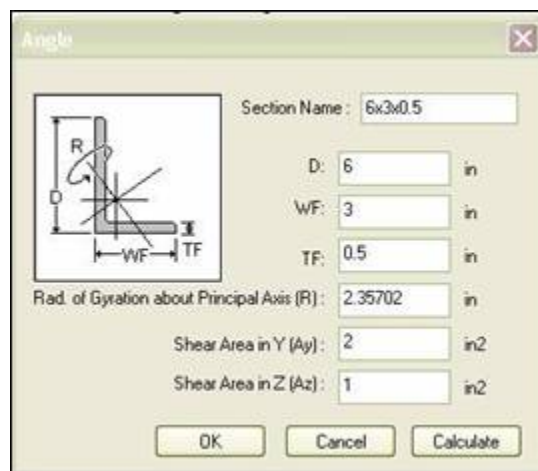 Angle
Section Name : 6x3x0.5
R
D
WF
TF
D: 6 in
WF: 3 in
TF: 0.5 in
Rad. of Gyration about Principal Axis (R) : 2.35702 in
Shear Area in Y (Ay) : 2 in2
Shear Area in Z (Az) : 1 in2
OK Cancel Calculate